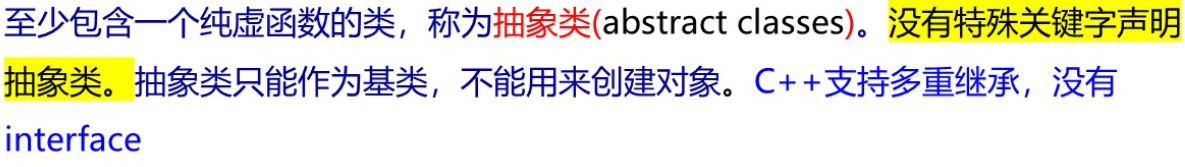 至少包含一个纯虚函数的类，称为抽象类(abstract classes)。没有特殊关键字声明
抽象类。抽象类只能作为基类，不能用来创建对象。C++支持多重继承，没有
interface